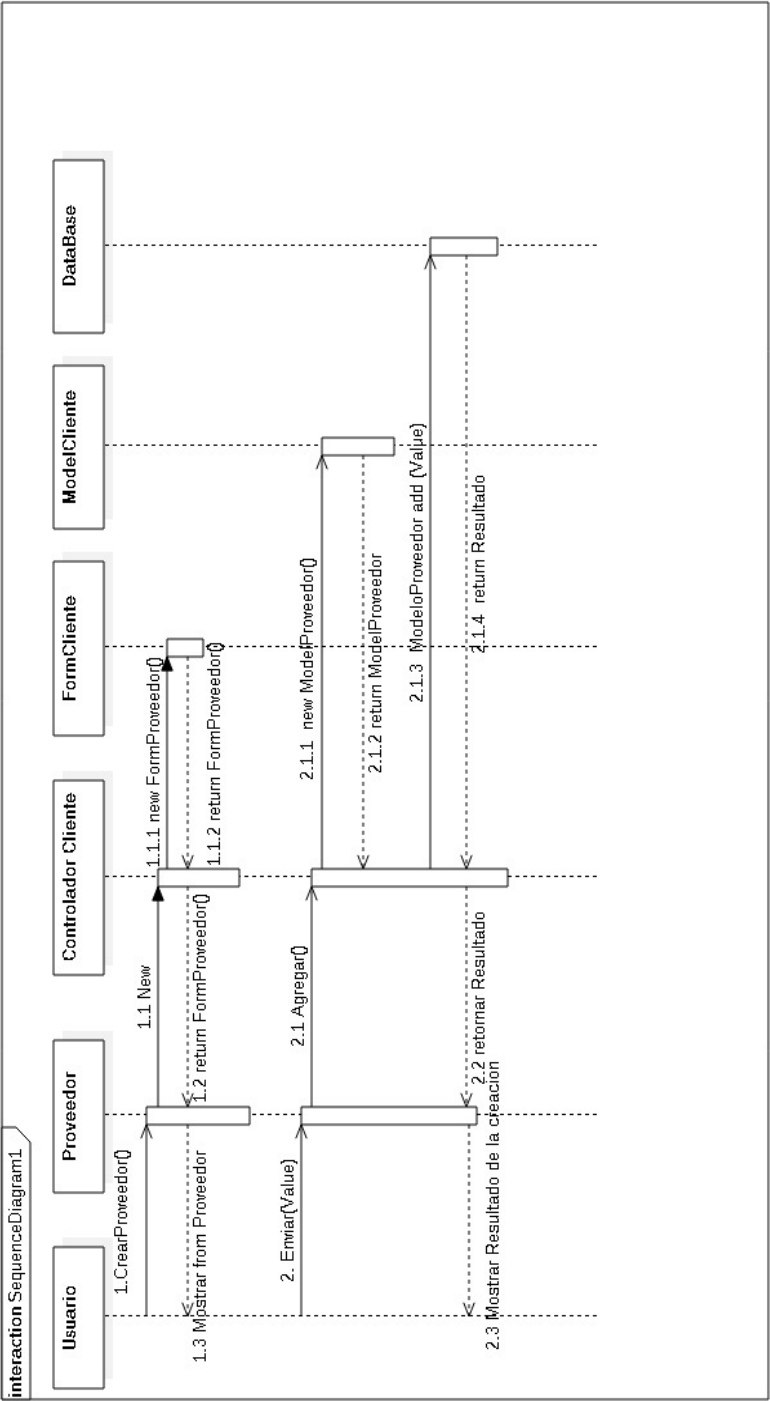 interaction SequenceDiagram1
Usuario
Proveedor
Controlador Cliente
FormCliente
ModelCliente
DataBase
1.CrearProveedor()
1.1 New
1.1.1 new FormProveedor()
1.1.2 return FormProveedor()
1.2 return FormProveedor()
1.3 Mostrar from Proveedor
2. Enviar(Value)
2.1 Agregar()
2.1.1 new ModelProveedor()
2.1.2 return ModelProveedor
2.1.3 ModeloProveedor add (Value)
2.1.4 return Resultado
2.2 retornar Resultado
2.3 Mostrar Resultado de la creacion